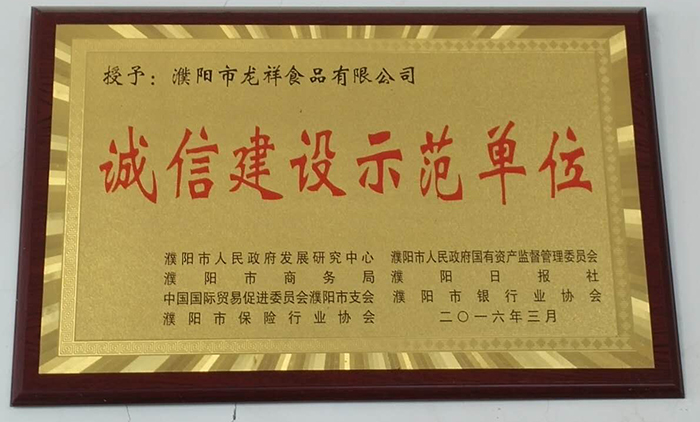 授予：濮阳市龙祥食品有限公司
诚信建设示范单位
濮阳市人民政府发展研究中心 濮阳市人民政府国有资产监督管理委员会
濮阳市商务局 濮阳日报社
中国国际贸易促进委员会濮阳市支会 濮阳市银行业协会
濮阳市保险行业协会 二〇一六年三月